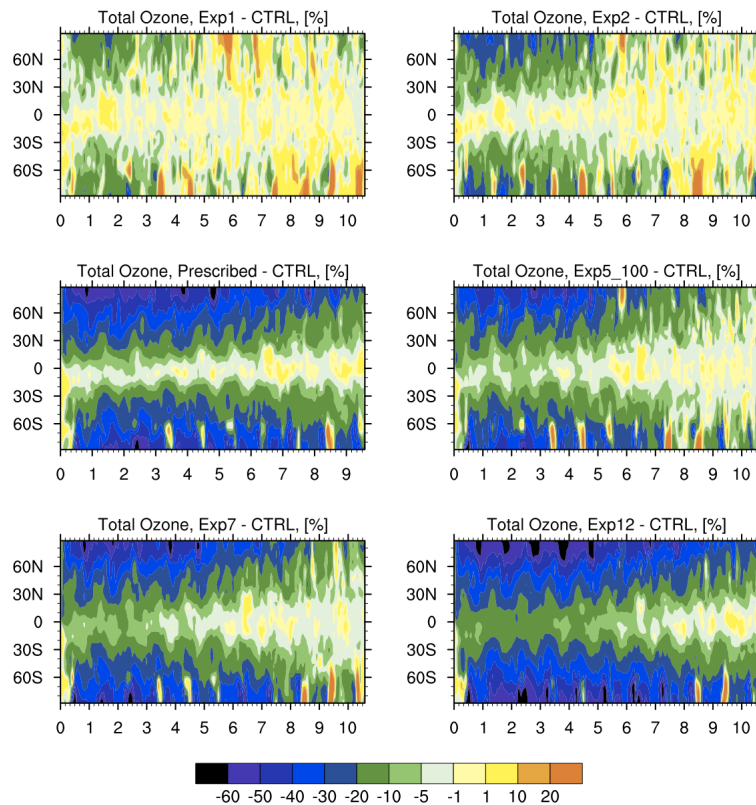 Total Ozone, Exp1 - CTRL, [%]
60N
30N
0
30S
60S
0 1 2 3 4 5 6 7 8 9 10
Total Ozone, Exp2 - CTRL, [%]
60N
30N
0
30S
60S
0 1 2 3 4 5 6 7 8 9 10
Total Ozone, Prescribed - CTRL, [%]
60N
30N
0
30S
60S
0 1 2 3 4 5 6 7 8 9
Total Ozone, Exp5_100 - CTRL, [%]
60N
30N
0
30S
60S
0 1 2 3 4 5 6 7 8 9 10
Total Ozone, Exp7 - CTRL, [%]
60N
30N
0
30S
60S
0 1 2 3 4 5 6 7 8 9 10
Total Ozone, Exp12 - CTRL, [%]
60N
30N
0
30S
60S
0 1 2 3 4 5 6 7 8 9 10
-60 -50 -40 -30 -20 -10 -5 -1 1 10 20